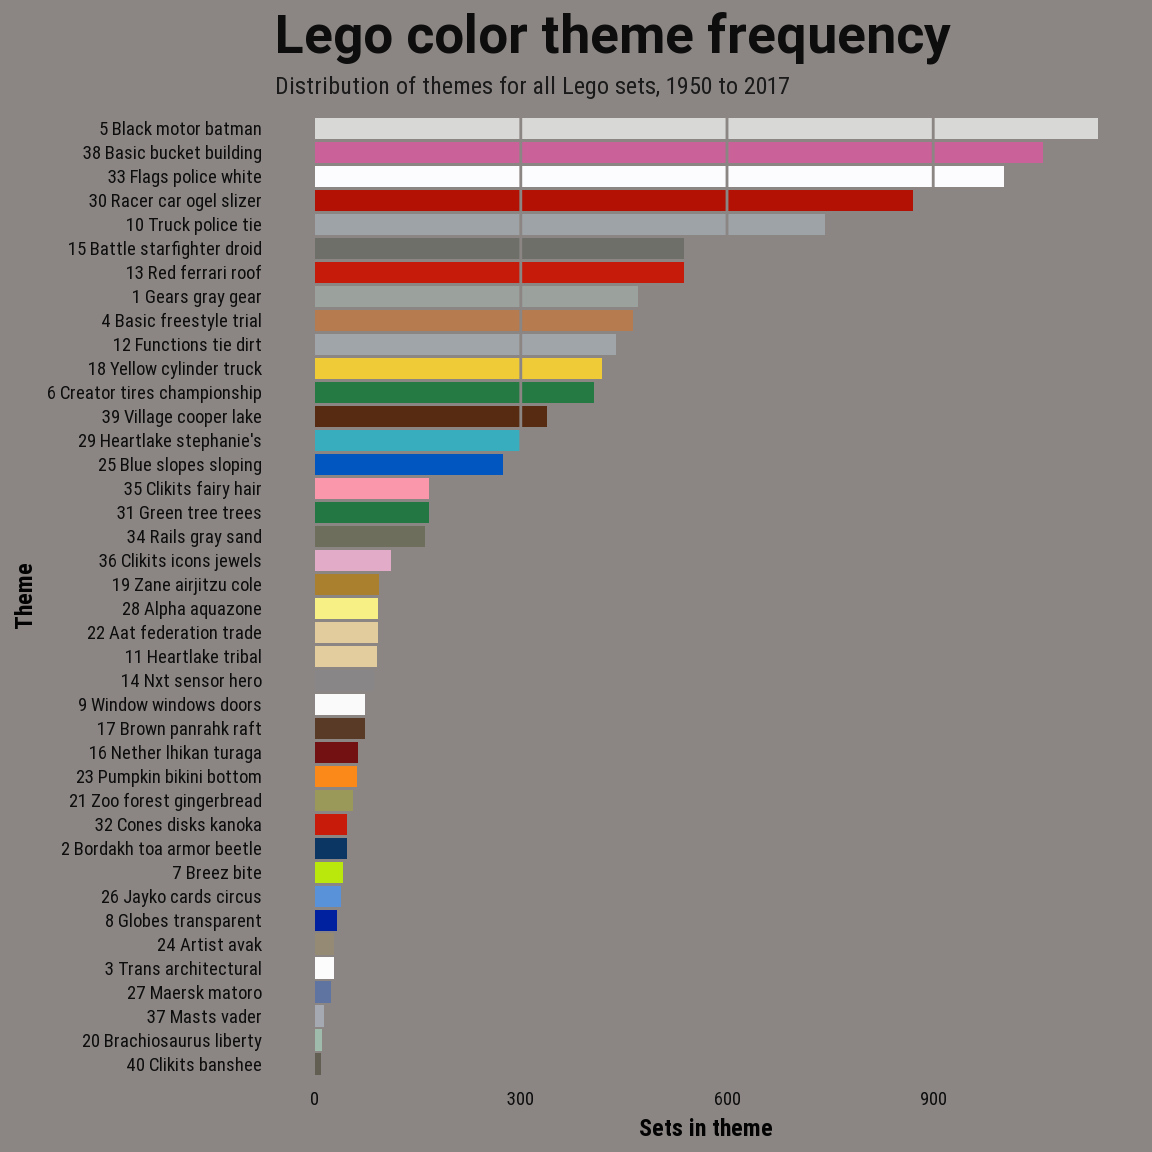 Lego color theme frequency
Distribution of themes for all Lego sets, 1950 to 2017
5 Black motor batman
38 Basic bucket building
33 Flags police white
30 Racer car ogel slizer
10 Truck police tie
15 Battle starfighter droid
13 Red ferrari roof
1 Gears gray gear
4 Basic freestyle trial
12 Functions tie dirt
18 Yellow cylinder truck
6 Creator tires championship
39 Village cooper lake
29 Heartlake stephanie's
25 Blue slopes sloping
35 Clikits fairy hair
31 Green tree trees
34 Rails gray sand
36 Clikits icons jewels
19 Zane airjitzu cole
28 Alpha aquazone
22 Aat federation trade
11 Heartlake tribal
14 Nxt sensor hero
9 Window windows doors
17 Brown panrahk raft
16 Nether lhikan turaga
23 Pumpkin bikini bottom
21 Zoo forest gingerbread
32 Cones disks kanoka
2 Bordakh toa armor beetle
7 Breez bite
26 Jayko cards circus
8 Globes transparent
24 Artist avak
3 Trans architectural
27 Maersk matoro
37 Masts vader
20 Brachiosaurus liberty
40 Clikits banshee
Theme
0 300 600 900
Sets in theme